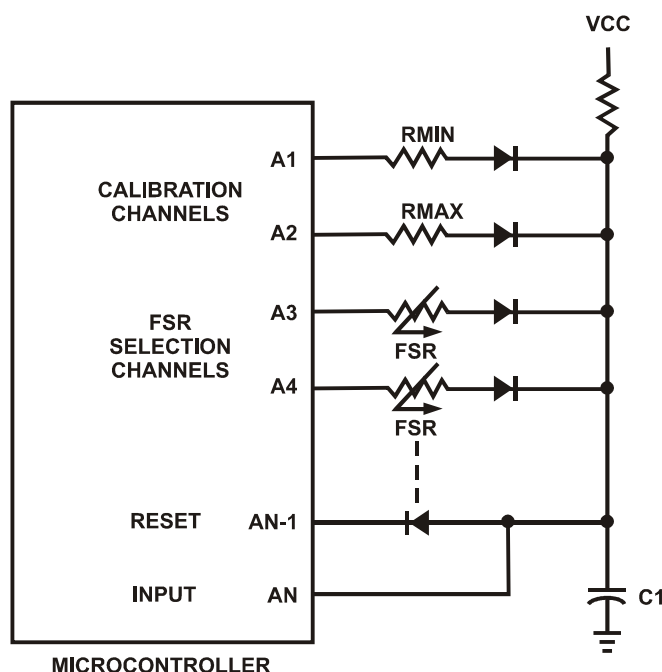 VCC
RMIN
A1
CALIBRATION
CHANNELS
RMAX
A2
A3
FSR
SELECTION
CHANNELS
FSR
A4
FSR
RESET
AN-1
INPUT
AN
C1
MICROCONTROLLER